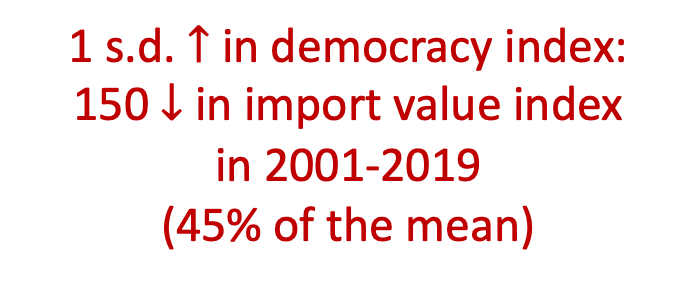 1 s.d. ↑ in democracy index:
150 ↓ in import value index
in 2001-2019
(45% of the mean)